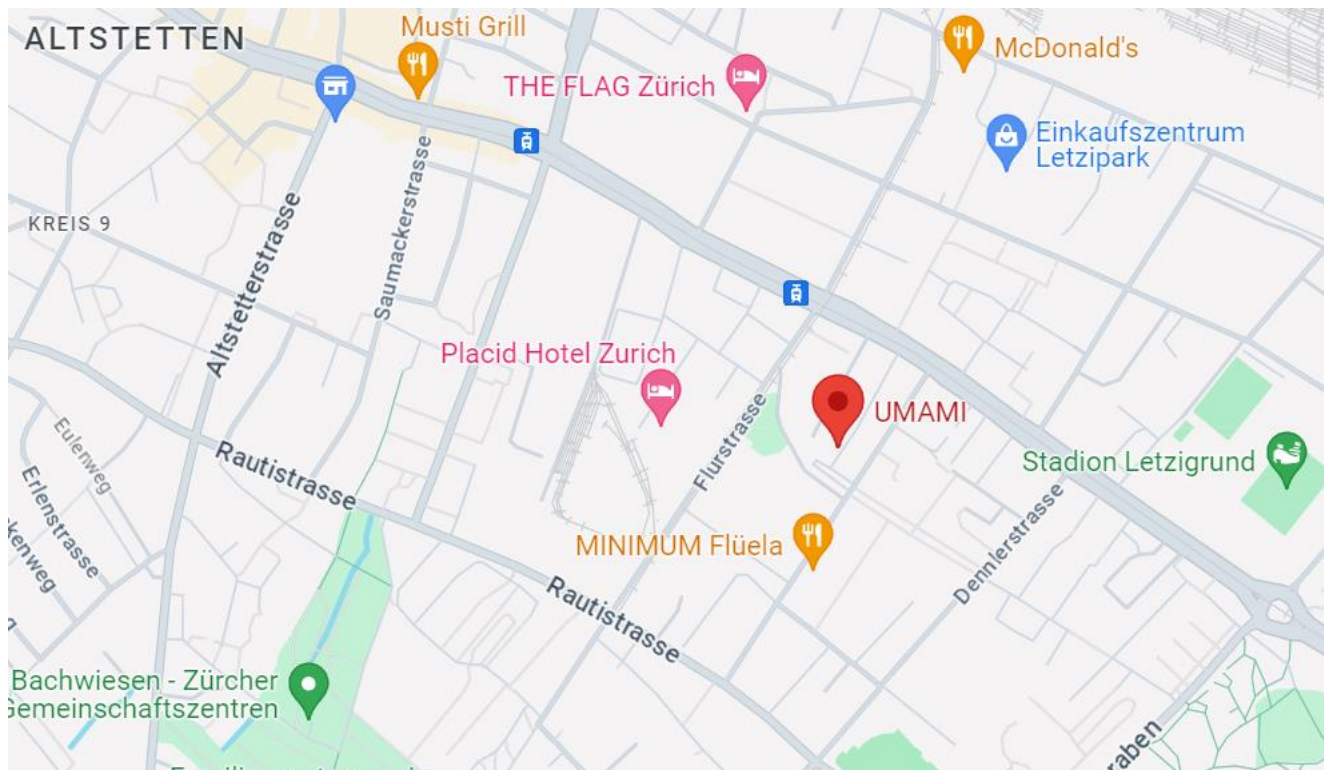 ALTSTETTEN
Musti Grill
McDonald's
THE FLAG Zürich
Einkaufszentrum
Letzipark
KREIS 9
Saumackerstrasse
Altstetterstrasse
Placid Hotel Zurich
Flurstrasse
UMAMI
Eulenweg
Erlenstrasse
Rautistrasse
Stadion Letzigrund
MINIMUM Flüela
Dennlerstrasse
Rautistrasse
Bachwiesen - Zürcher
Gemeinschaftszentren
raben